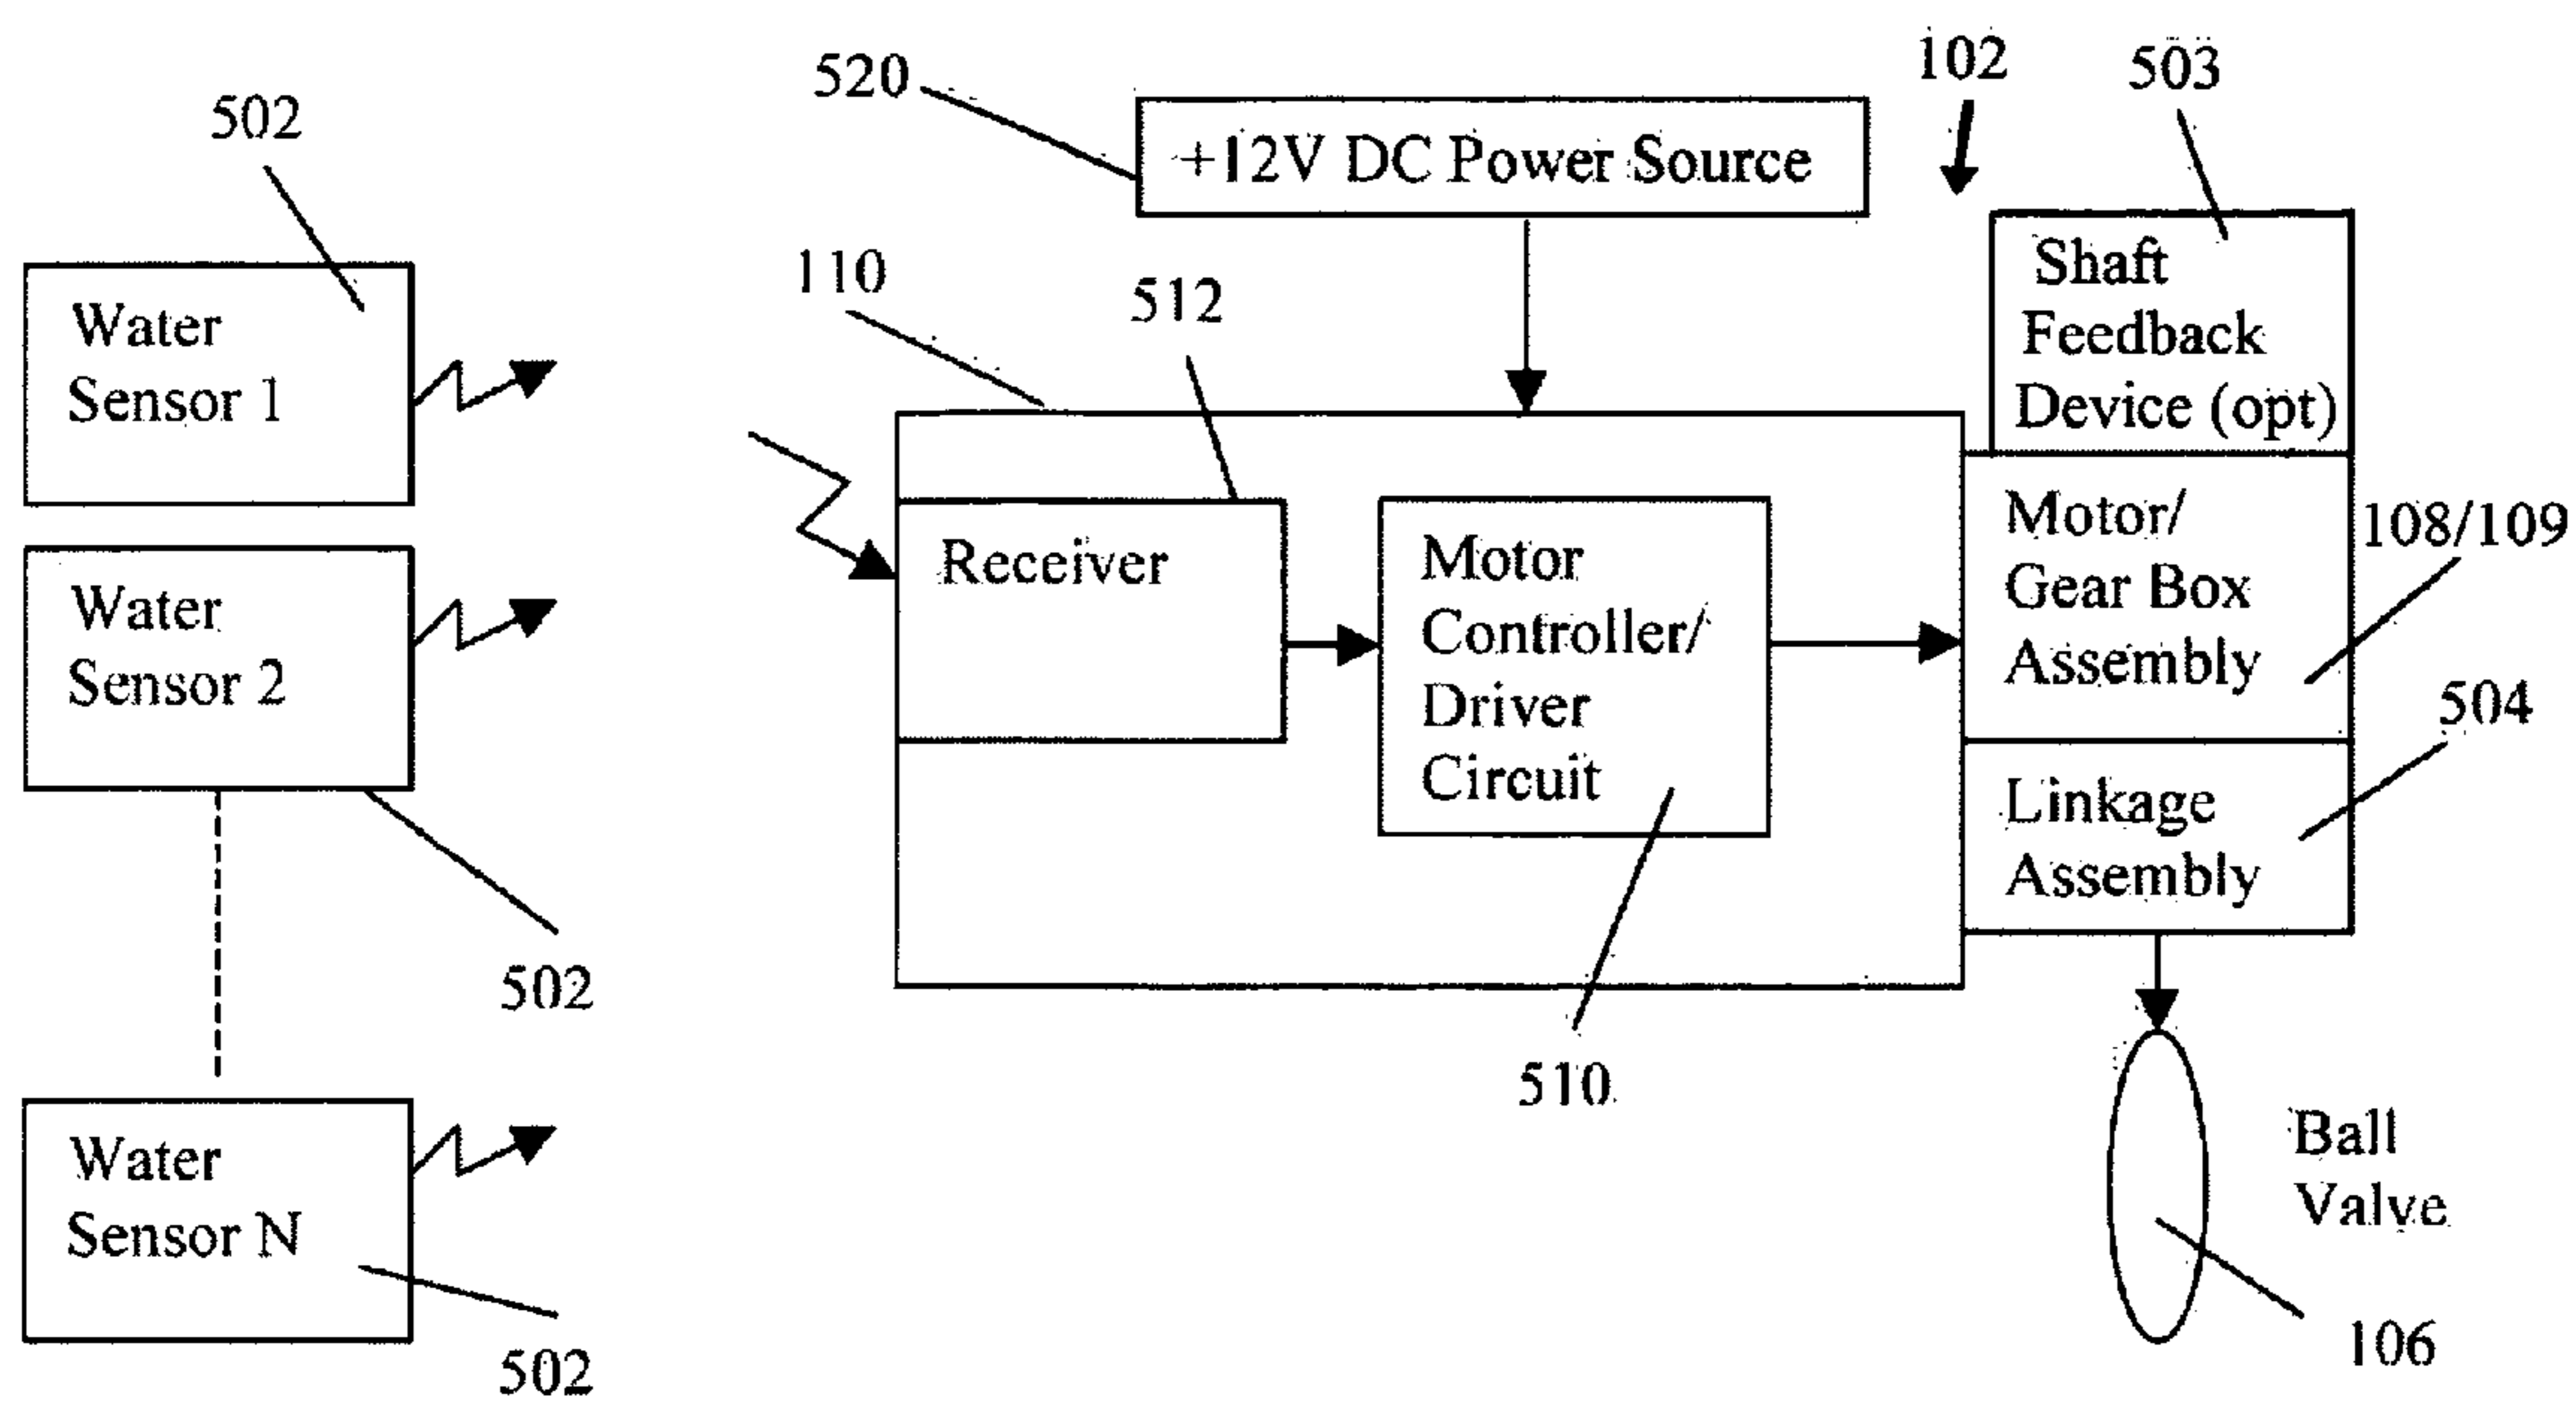 502
Water
Sensor 1
Water
Sensor 2
502
Water
Sensor N
502
520
+12V DC Power Source
110
512
Receiver
Motor
Controller/
Driver
Circuit
510
102
503
Shaft
Feedback
Device (opt)
Motor/
Gear Box
Assembly
108/109
504
Linkage
Assembly
Ball
Valve
106